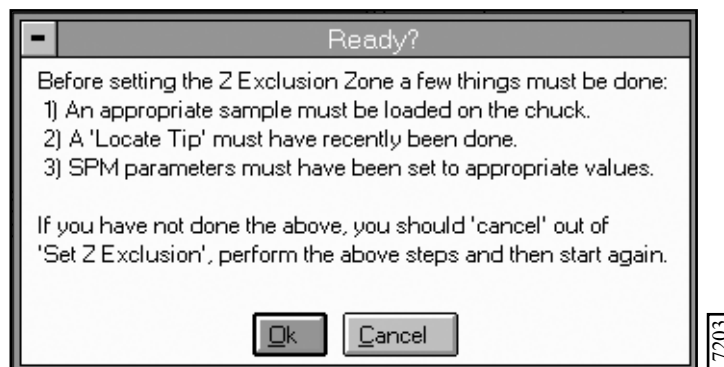 Ready?
Before setting the Z Exclusion Zone a few things must be done:
1) An appropriate sample must be loaded on the chuck.
2) A 'Locate Tip' must have recently been done.
3) SPM parameters must have been set to appropriate values.
If you have not done the above, you should 'cancel' out of
'Set Z Exclusion', perform the above steps and then start again.
Ok Cancel
7203